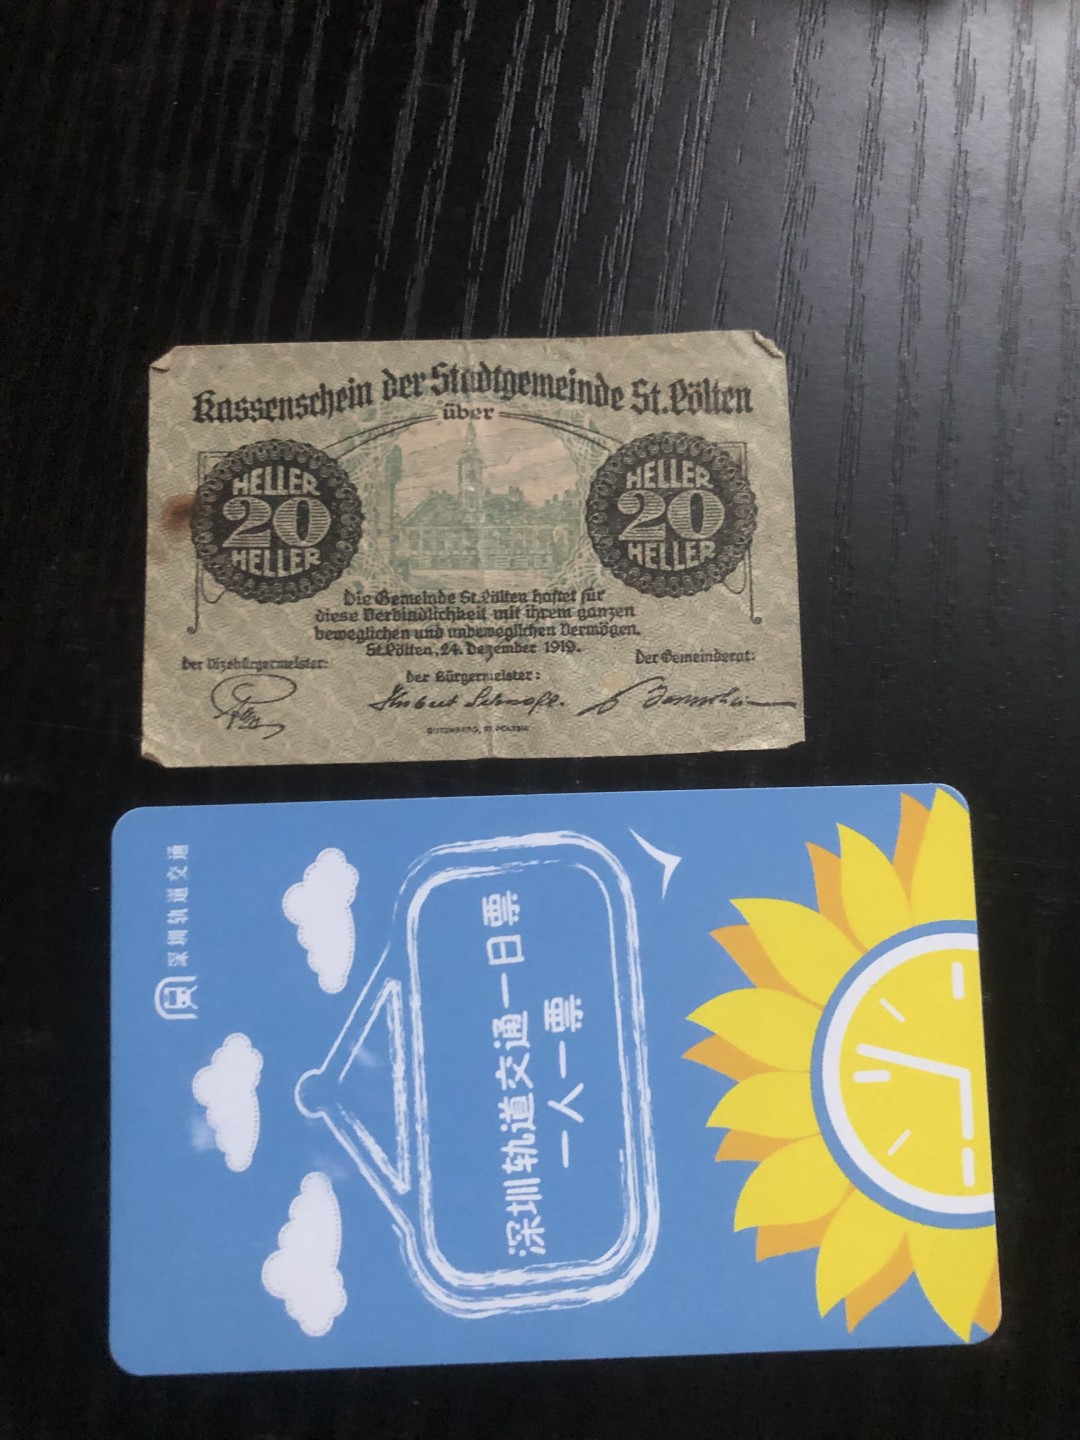 Kassenschein der Stadtgemeinde St. Pölten
über
HELLER
20
HELLER
HELLER
20
HELLER
Die Gemeinde St. Pölten haftet für
diese Verbindlichkeit mit ihrem ganzen
beweglichen und unbeweglichen Vermögen.
St. Pölten, 24. Dezember 1919.
Der Vizebürgermeister:
Der Bürgermeister:
Der Gemeinderat:
GUTENBERG, ST. PÖLTEN
深圳轨道交通
深圳轨道交通一日票
一人一票